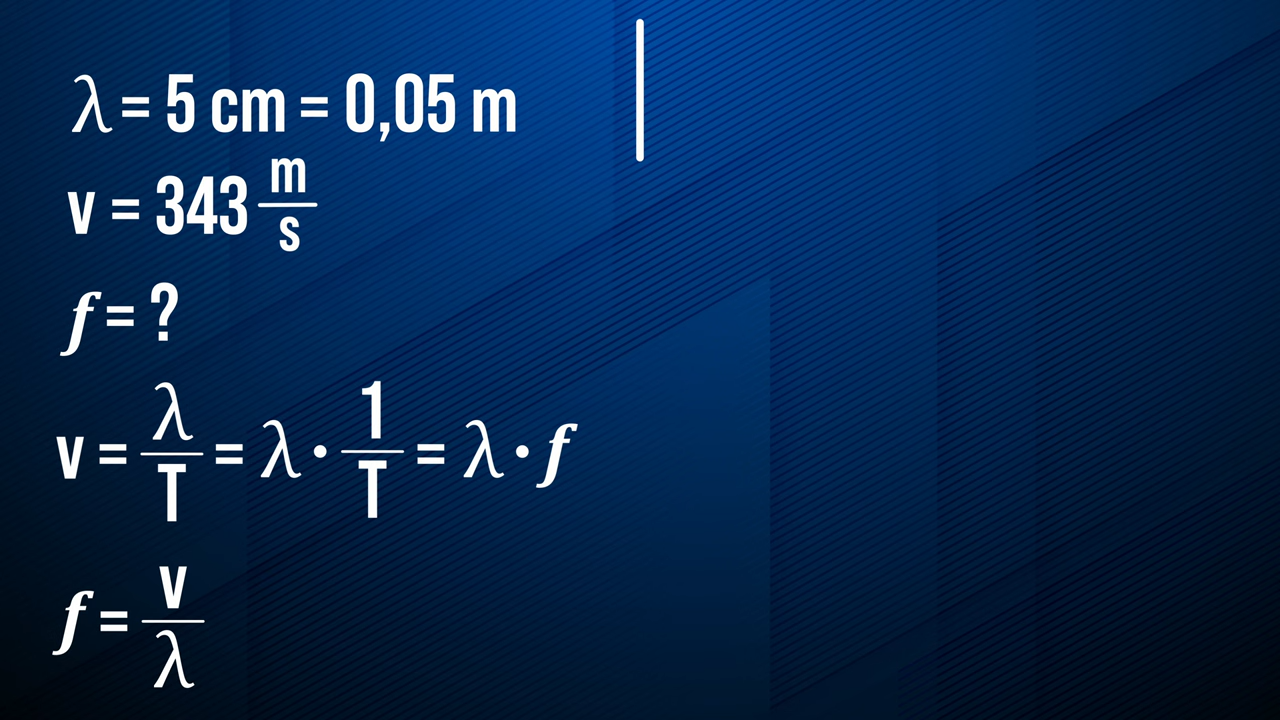 λ = 5 cm = 0,05 m
v = 343 m/s
f = ?
v = λ/T = λ · 1/T = λ · f
f = v/λ